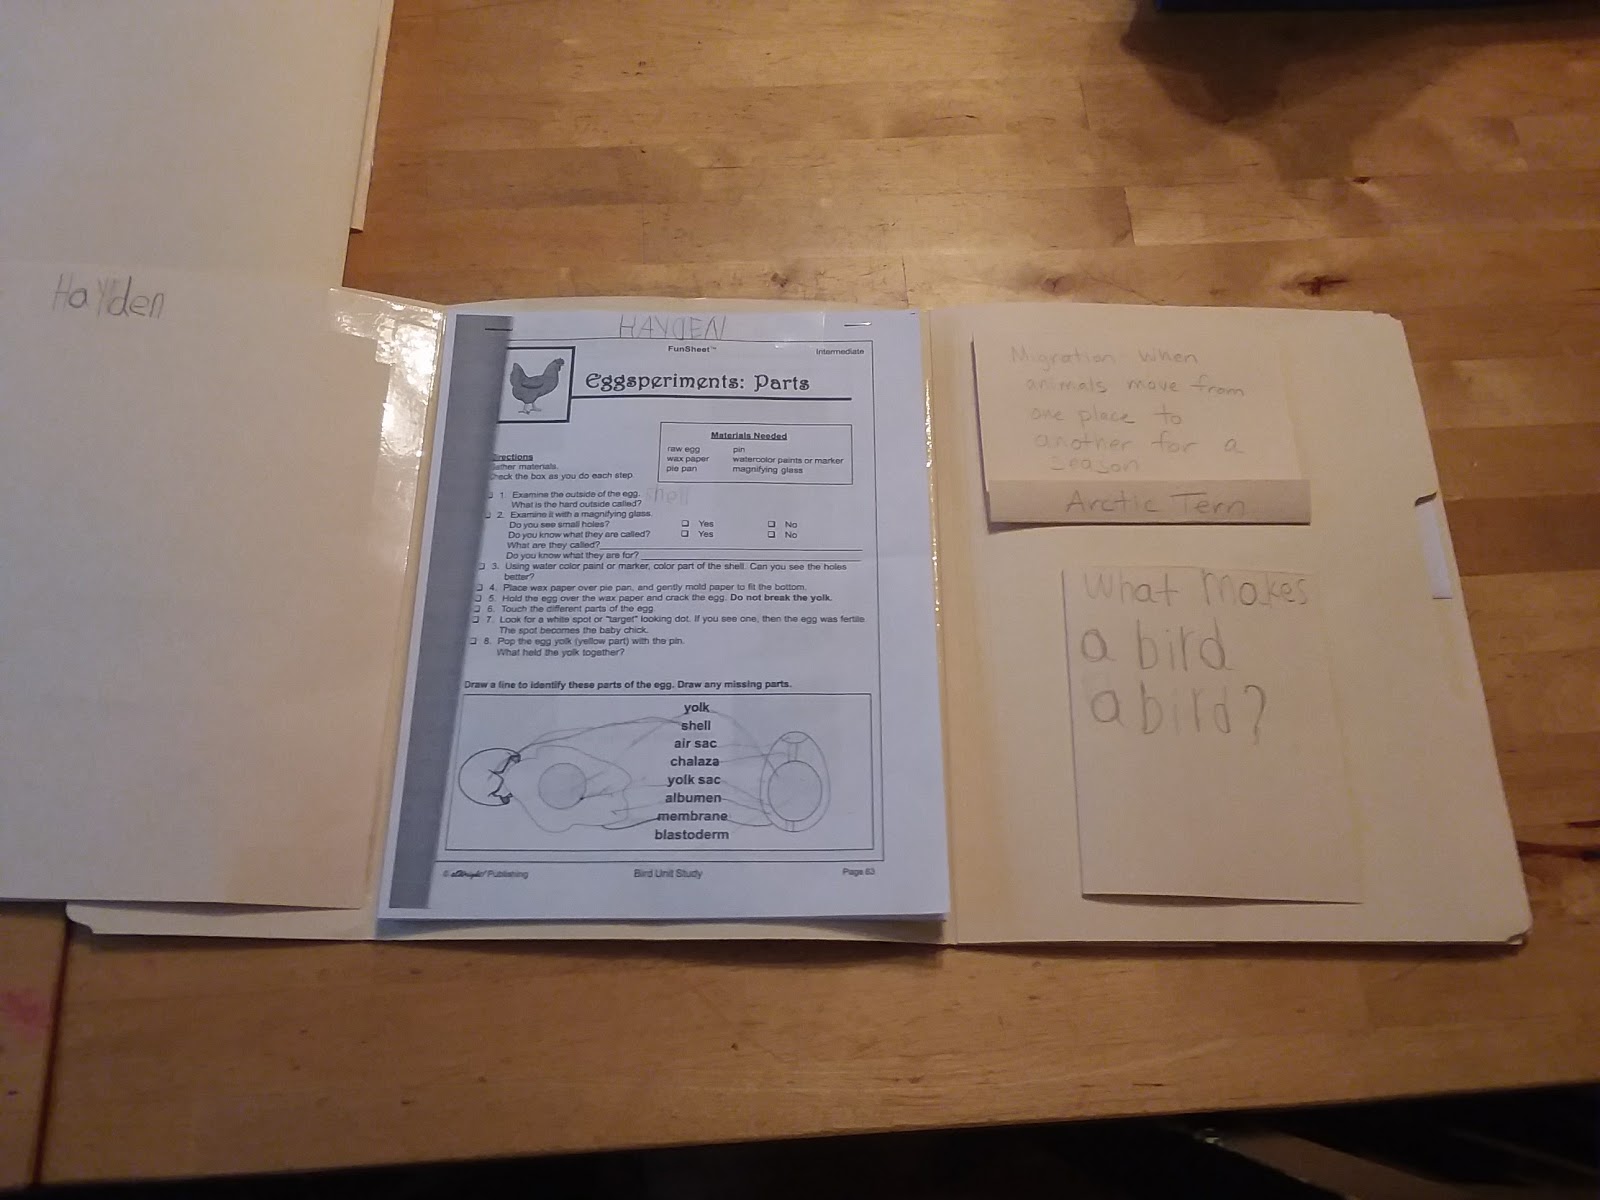 Hayden
HAYDEN
FunSheet™
Intermediate
Eggsperiments: Parts
Materials Needed
raw egg pin
wax paper watercolor paints or marker
pie pan magnifying glass
Directions
Gather materials.
Check the box as you do each step.
1. Examine the outside of the egg.
What is the hard outside called? shell
2. Examine it with a magnifying glass.
Do you see small holes? Yes No
Do you know what they are called? Yes No
What are they called?
Do you know what they are for?
3. Using water color paint or marker, color part of the shell. Can you see the holes
better?
4. Place wax paper over pie pan, and gently mold paper to fit the bottom.
5. Hold the egg over the wax paper and crack the egg. Do not break the yolk.
6. Touch the different parts of the egg.
7. Look for a white spot or "target" looking dot. If you see one, then the egg was fertile.
The spot becomes the baby chick.
8. Pop the egg yolk (yellow part) with the pin.
What held the yolk together?
Draw a line to identify these parts of the egg. Draw any missing parts.
yolk
shell
air sac
chalaza
yolk sac
albumen
membrane
blastoderm
© Publishing
Bird Unit Study
Page 83
Migration when
animals move from
one place to
another for a
season
Arctic Tern
What makes
a bird
a bird?